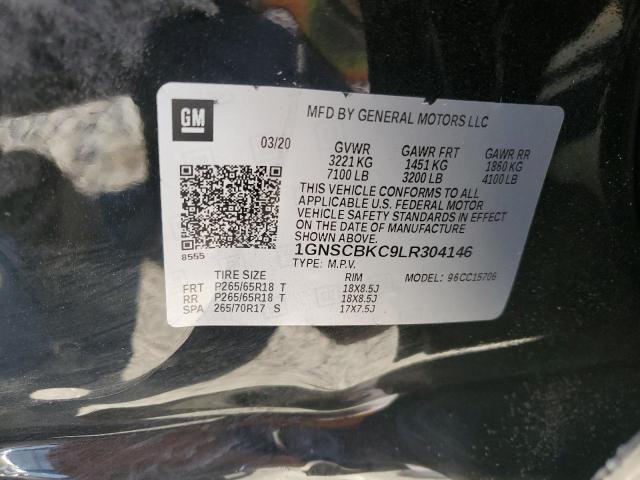 GM
MFD BY GENERAL MOTORS LLC
03/20
GVWR GAWR FRT GAWR RR
3221 KG 1451 KG 1860 KG
7100 LB 3200 LB 4100 LB
THIS VEHICLE CONFORMS TO ALL
APPLICABLE U.S. FEDERAL MOTOR
VEHICLE SAFETY STANDARDS IN EFFECT
ON THE DATE OF MANUFACTURE
SHOWN ABOVE.
8555
1GNSCBKC9LR304146
TYPE: M.P.V. MODEL: 96CC15706
TIRE SIZE RIM
FRT P265/65R18 T 18X8.5J
RR P265/65R18 T 18X8.5J
SPA 265/70R17 S 17X7.5J